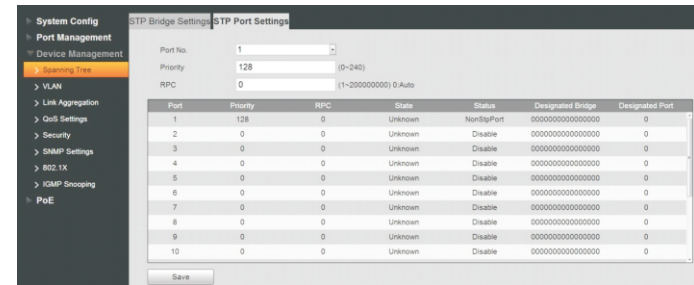 System Config
Port Management
Device Management
> Spanning Tree
> VLAN
> Link Aggregation
> QoS Settings
> Security
> SNMP Settings
> 802.1X
> IGMP Snooping
PoE
STP Bridge Settings STP Port Settings
Port No. 1
Priority 128 (0~240)
RPC 0 (1~200000000) 0:Auto
Port Priority RPC State Status Designated Bridge Designated Port
1 128 0 Unknown NonStpPort 0000000000000000 0
2 0 0 Unknown Disable 0000000000000000 0
3 0 0 Unknown Disable 0000000000000000 0
4 0 0 Unknown Disable 0000000000000000 0
5 0 0 Unknown Disable 0000000000000000 0
6 0 0 Unknown Disable 0000000000000000 0
7 0 0 Unknown Disable 0000000000000000 0
8 0 0 Unknown Disable 0000000000000000 0
9 0 0 Unknown Disable 0000000000000000 0
10 0 0 Unknown Disable 0000000000000000 0
Save